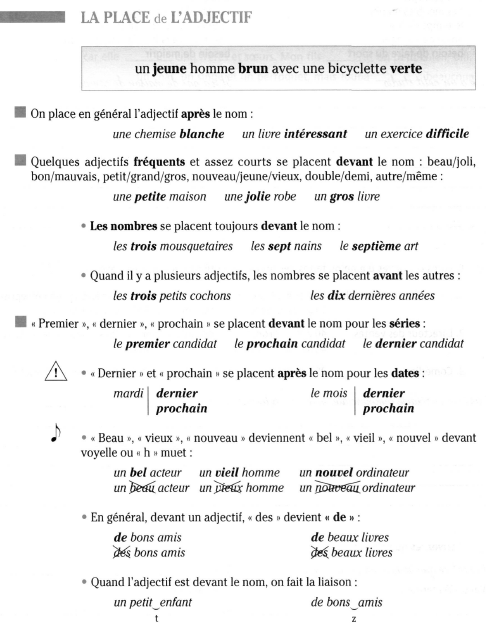 LA PLACE de L'ADJECTIF
un jeune homme brun avec une bicyclette verte
On place en général l'adjectif après le nom :
une chemise blanche un livre intéressant un exercice difficile
Quelques adjectifs fréquents et assez courts se placent devant le nom : beau/joli,
bon/mauvais, petit/grand/gros, nouveau/jeune/vieux, double/demi, autre/même :
une petite maison une jolie robe un gros livre
• Les nombres se placent toujours devant le nom :
les trois mousquetaires les sept nains le septième art
• Quand il y a plusieurs adjectifs, les nombres se placent avant les autres :
les trois petits cochons les dix dernières années
« Premier », « dernier », « prochain » se placent devant le nom pour les séries :
le premier candidat le prochain candidat le dernier candidat
• « Dernier » et « prochain » se placent après le nom pour les dates :
mardi dernier le mois dernier
prochain prochain
• « Beau », « vieux », « nouveau » deviennent « bel », « vieil », « nouvel » devant
voyelle ou « h » muet :
un bel acteur un vieil homme un nouvel ordinateur
un beau acteur un vieux homme un nouveau ordinateur
• En général, devant un adjectif, « des » devient « de » :
de bons amis de beaux livres
des bons amis des beaux livres
• Quand l'adjectif est devant le nom, on fait la liaison :
un petit‿enfant de bons‿amis
t z